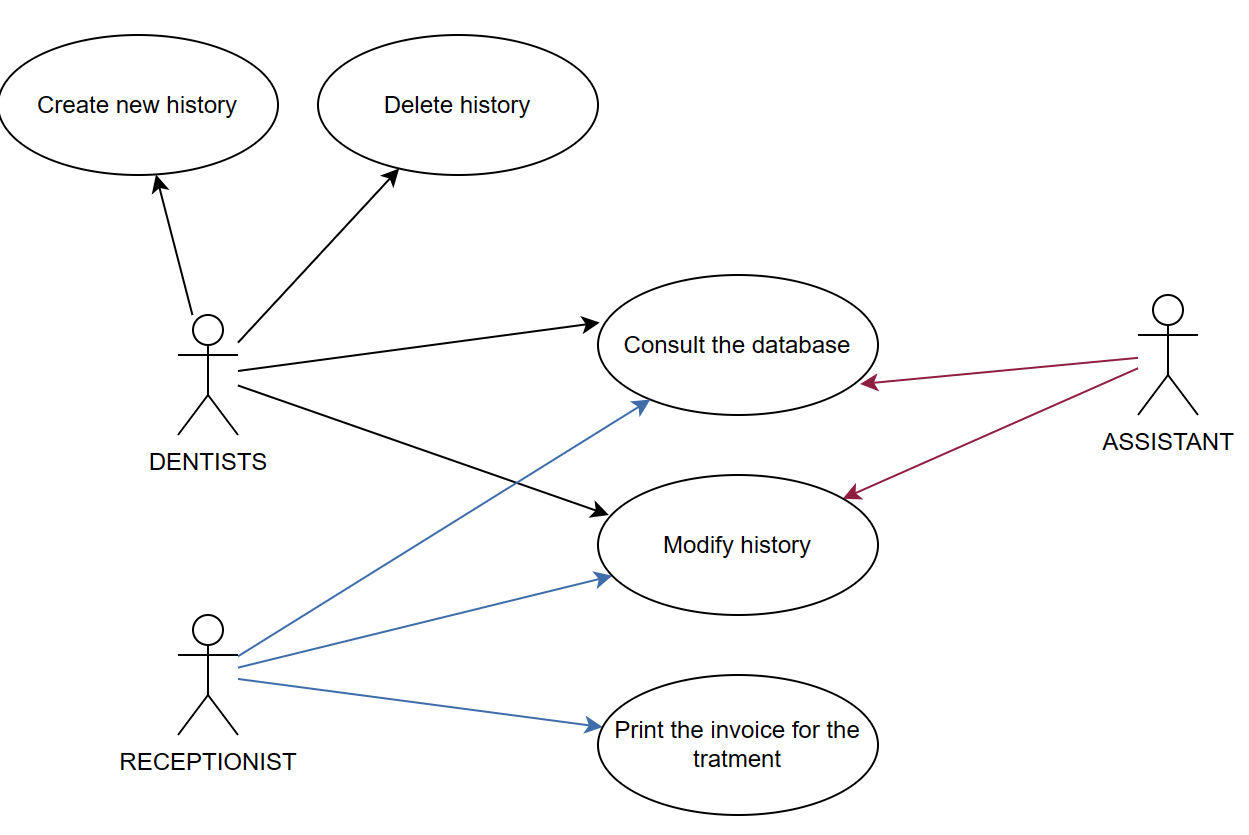 Create new history
Delete history
Consult the database
DENTISTS
ASSISTANT
Modify history
Print the invoice for the
tratment
RECEPTIONIST